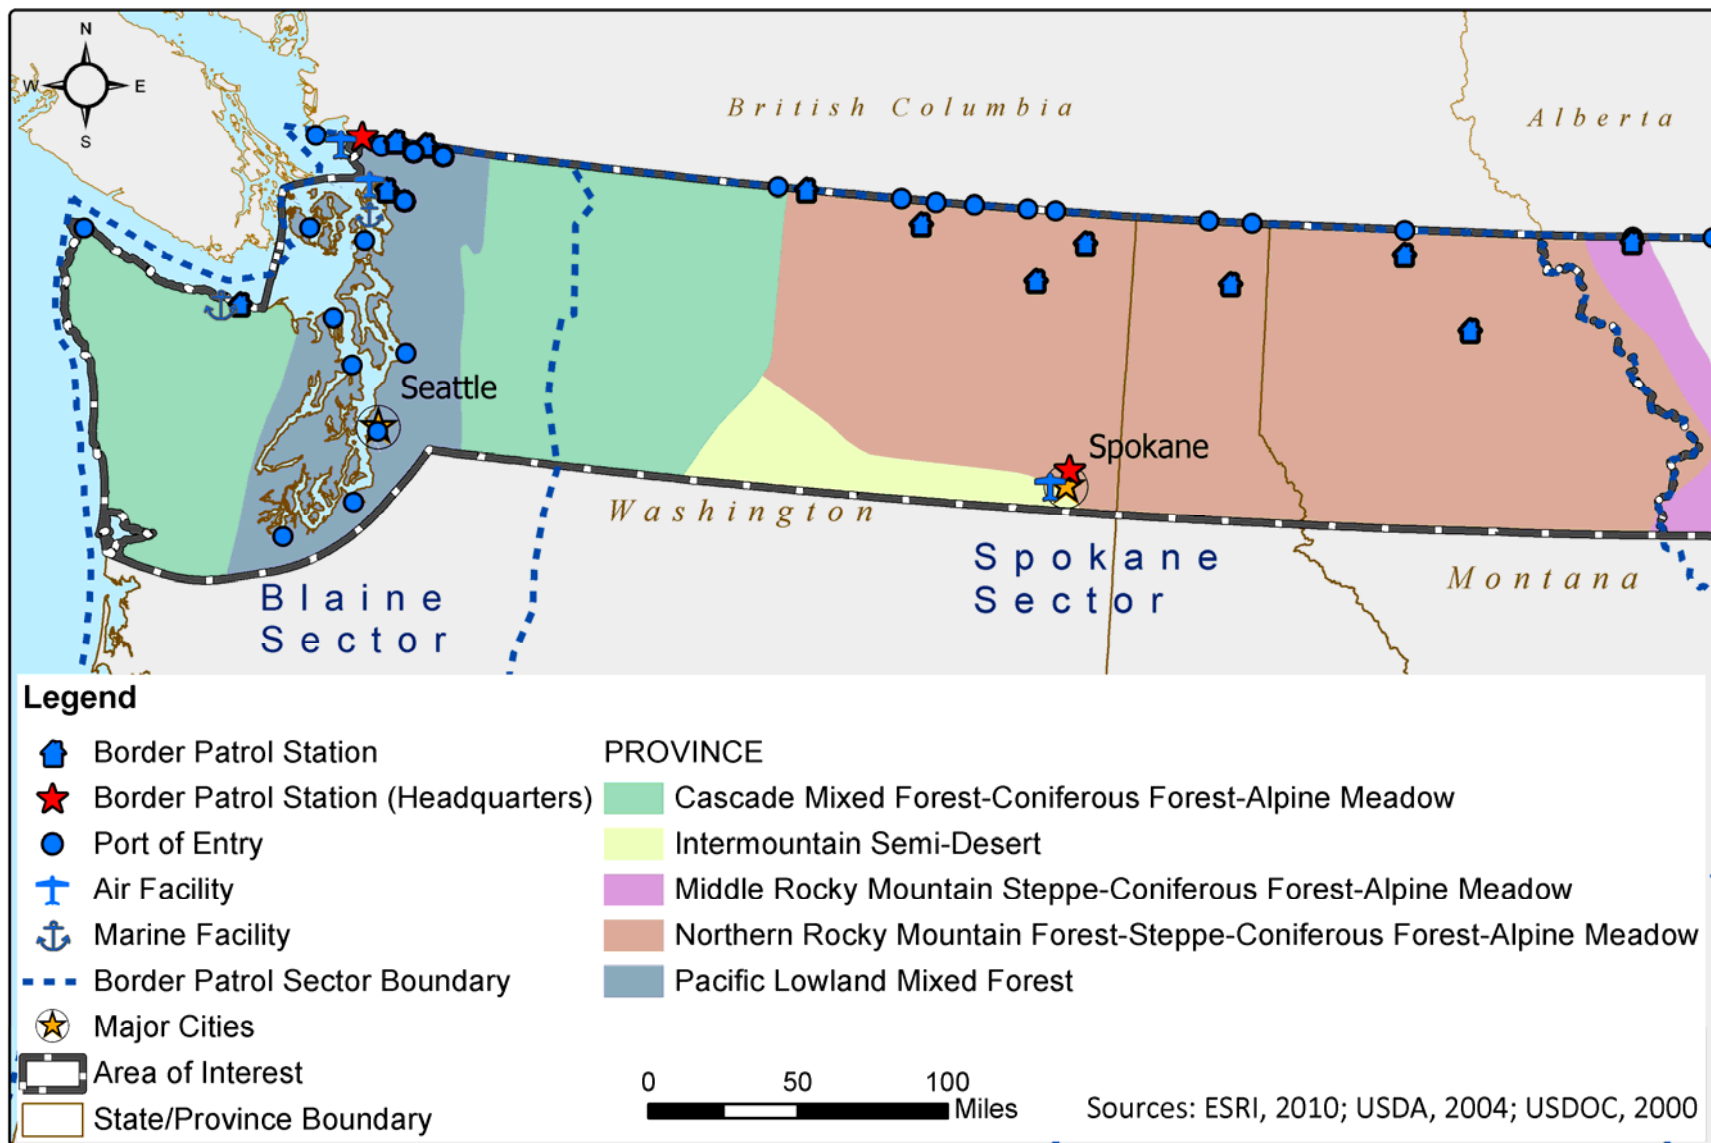 N
W E
S
British Columbia
Alberta
Seattle
Spokane
Washington
Spokane
Sector
Montana
Blaine
Sector
Legend
Border Patrol Station
Border Patrol Station (Headquarters)
Port of Entry
Air Facility
Marine Facility
Border Patrol Sector Boundary
Major Cities
Area of Interest
State/Province Boundary
PROVINCE
Cascade Mixed Forest-Coniferous Forest-Alpine Meadow
Intermountain Semi-Desert
Middle Rocky Mountain Steppe-Coniferous Forest-Alpine Meadow
Northern Rocky Mountain Forest-Steppe-Coniferous Forest-Alpine Meadow
Pacific Lowland Mixed Forest
0 50 100
Miles
Sources: ESRI, 2010; USDA, 2004; USDOC, 2000